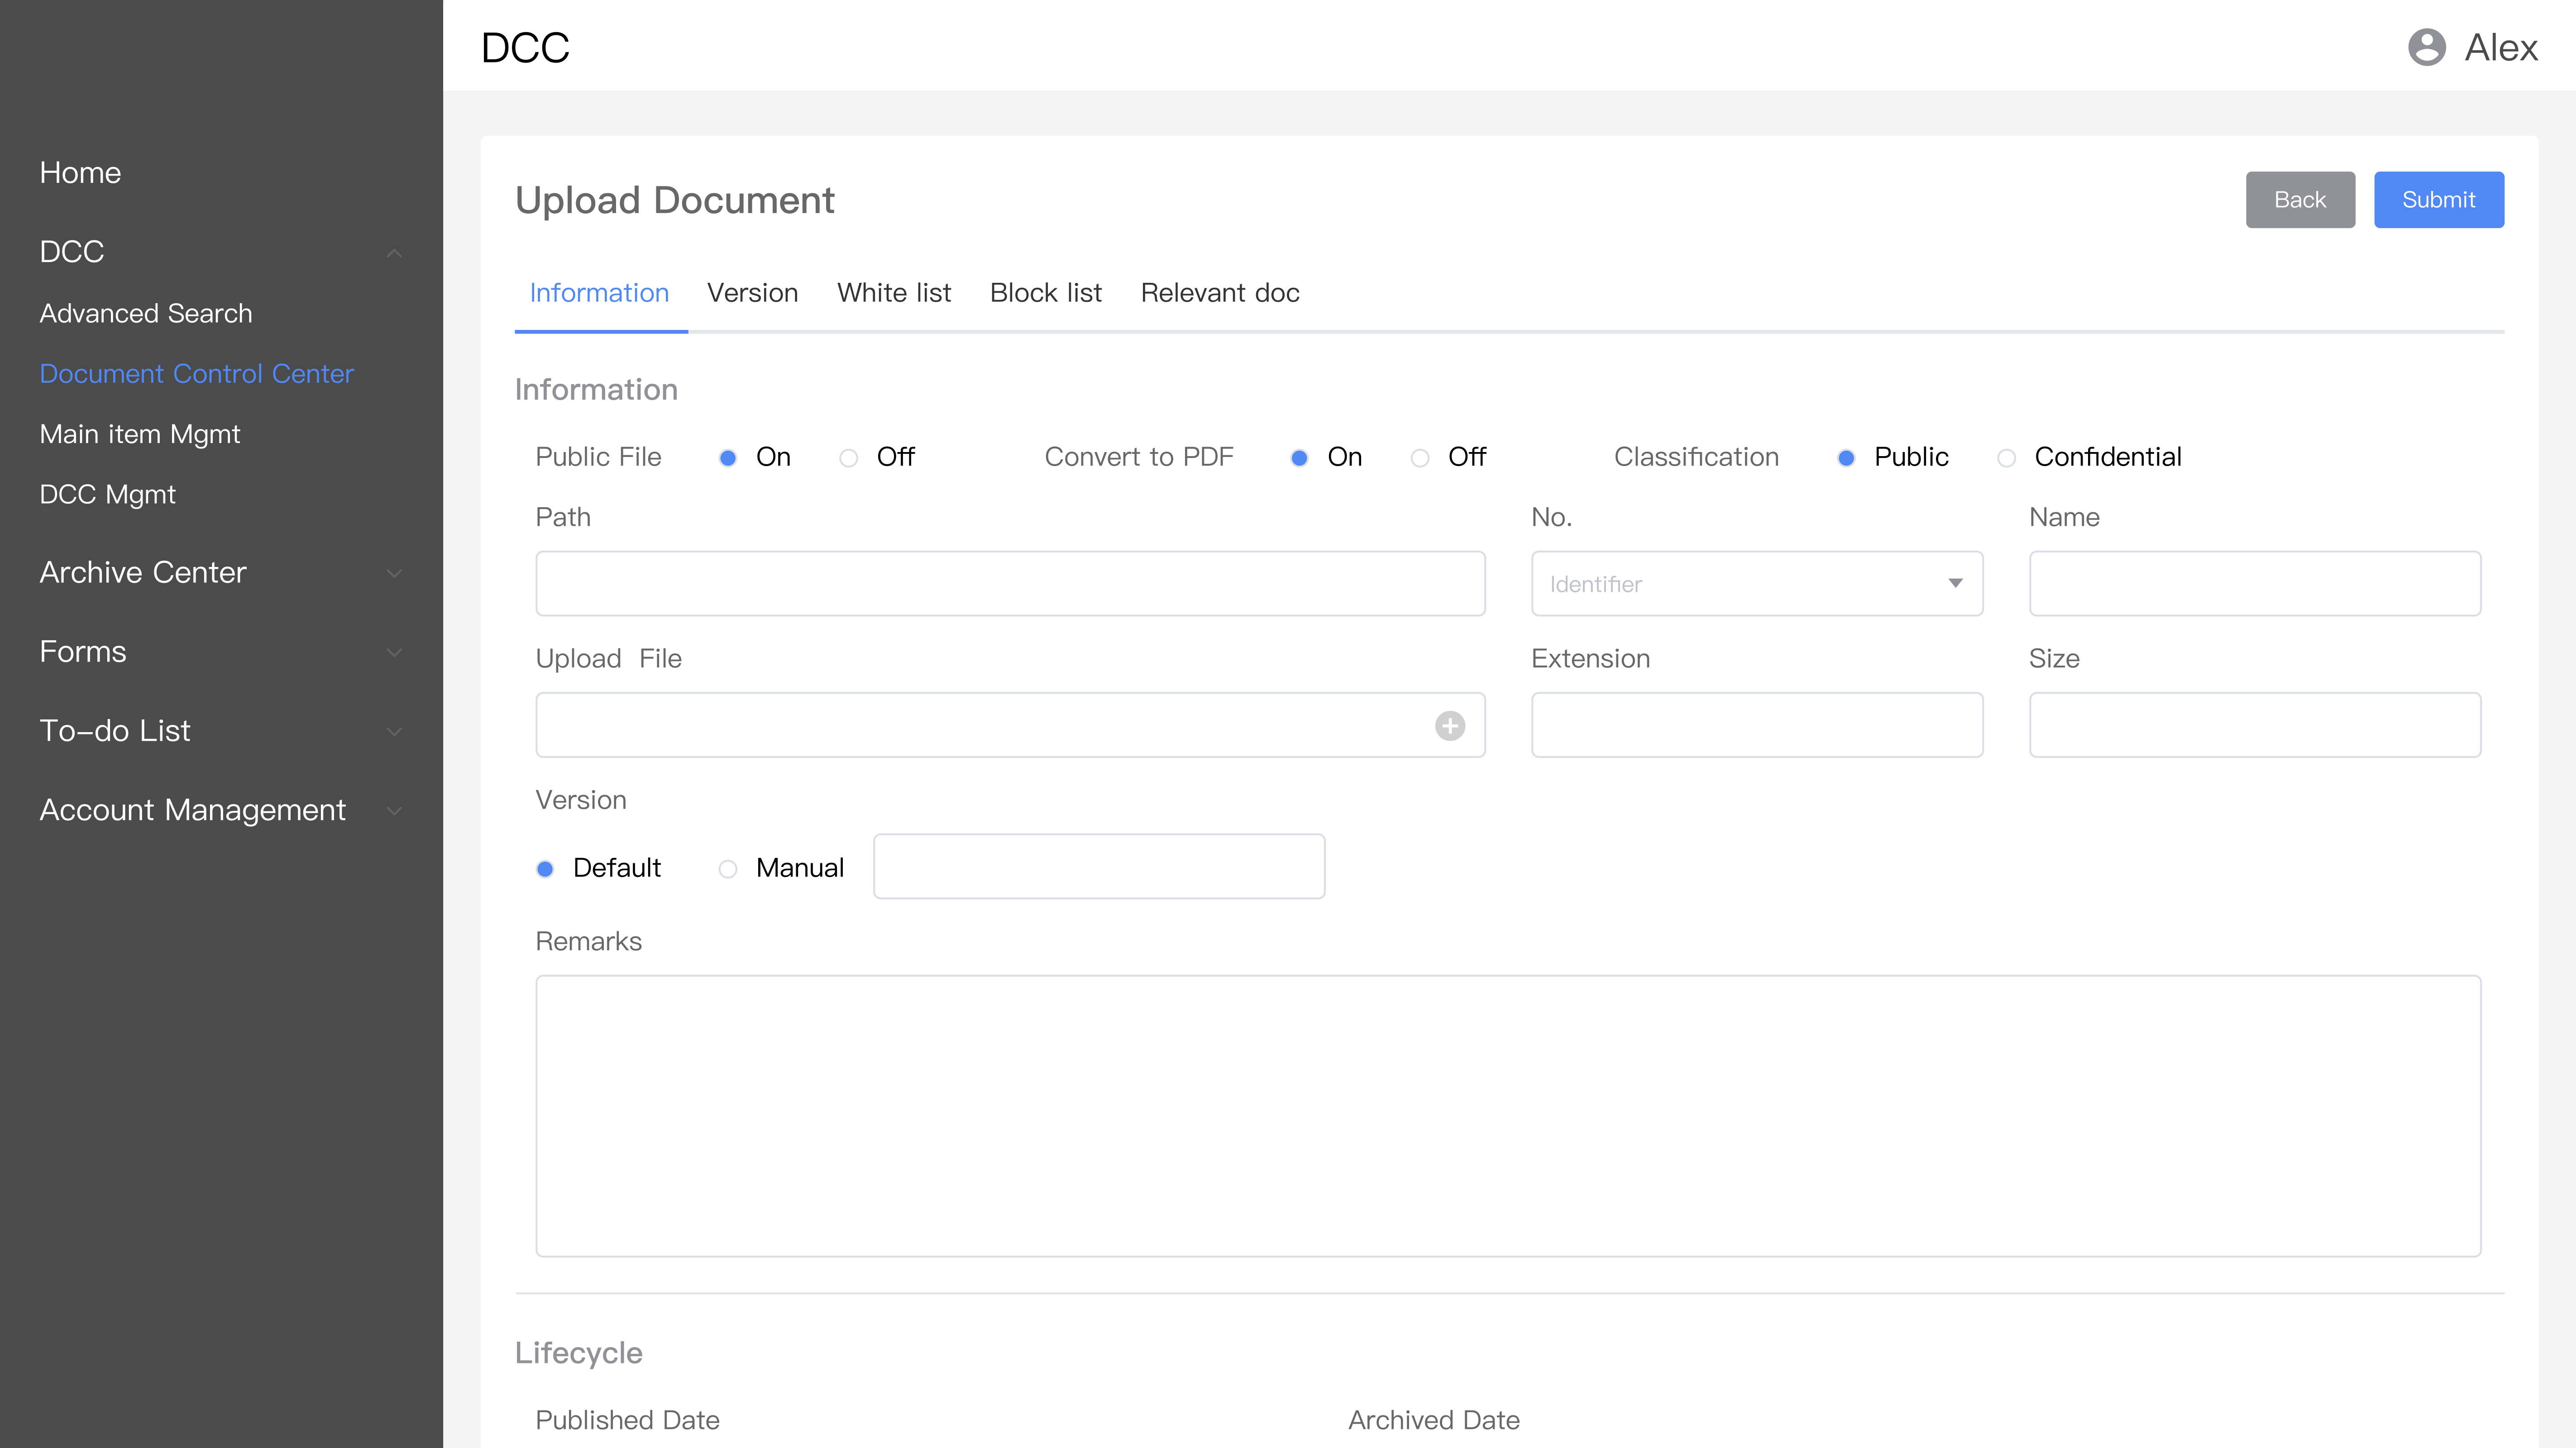 DCC
Alex
Home
DCC
Advanced Search
Document Control Center
Main item Mgmt
DCC Mgmt
Archive Center
Forms
To-do List
Account Management
Upload Document
Back
Submit
Information
Version
White list
Block list
Relevant doc
Information
Public File
On
Off
Convert to PDF
On
Off
Classification
Public
Confidential
Path
No.
Name
Identifier
Upload File
Extension
Size
Version
Default
Manual
Remarks
Lifecycle
Published Date
Archived Date